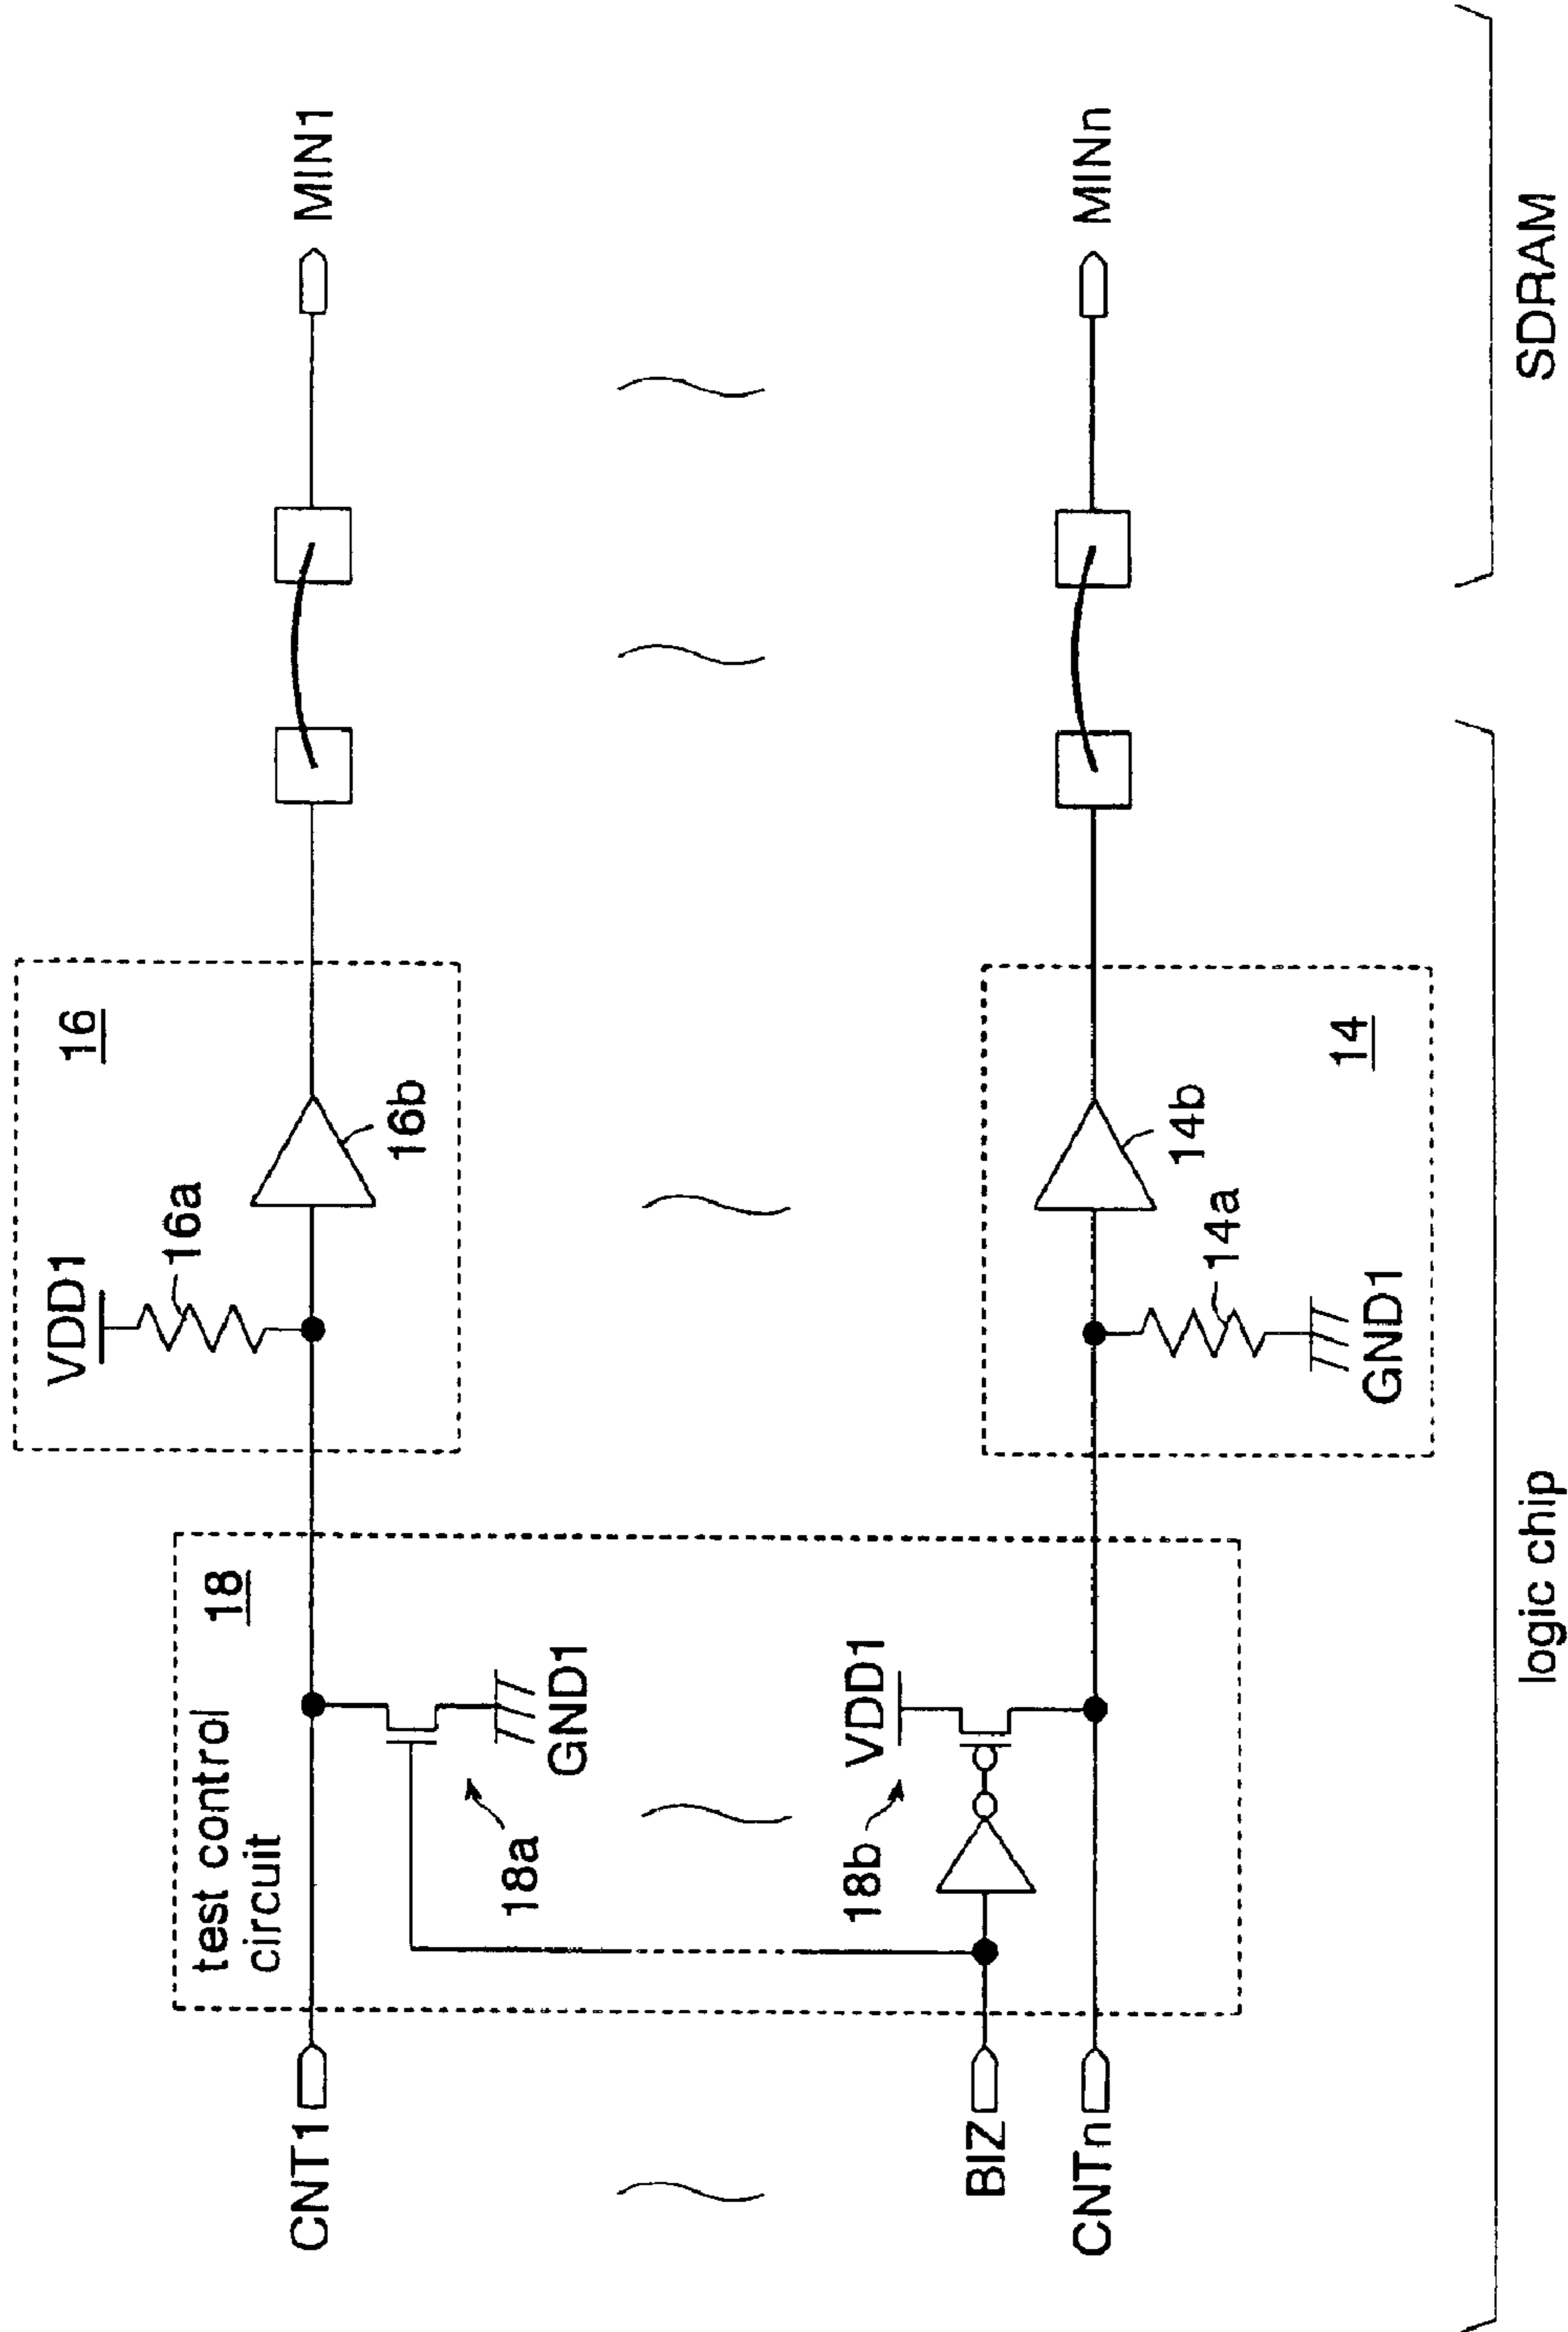 CNT1
test control
circuit
18
18a
GND1
VDD1
16a
16
16b
MIN1
BIZ
CNTn
18b
VDD1
14a
GND1
14b
14
MINn
logic chip
SDRAM